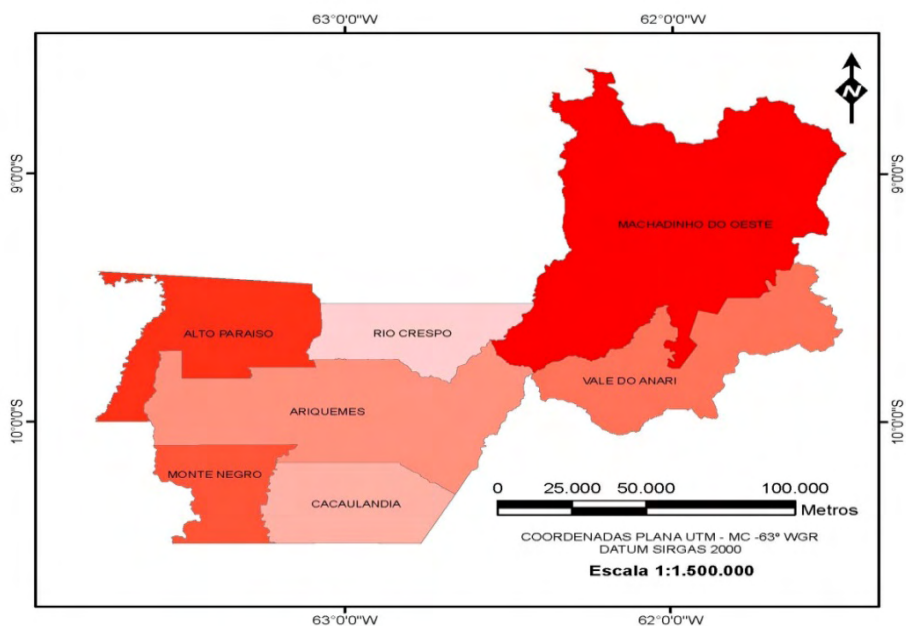 63°0'0"W
62°0'0"W
N
9°0'0"S
9°0'0"S
MACHADINHO DO OESTE
ALTO PARAISO
RIO CRESPO
VALE DO ANARI
ARIQUEMES
10°0'0"S
10°0'0"S
MONTE NEGRO
CACAULANDIA
0
25.000
50.000
100.000
Metros
COORDENADAS PLANA UTM - MC -63° WGR
DATUM SIRGAS 2000
Escala 1:1.500.000
63°0'0"W
62°0'0"W